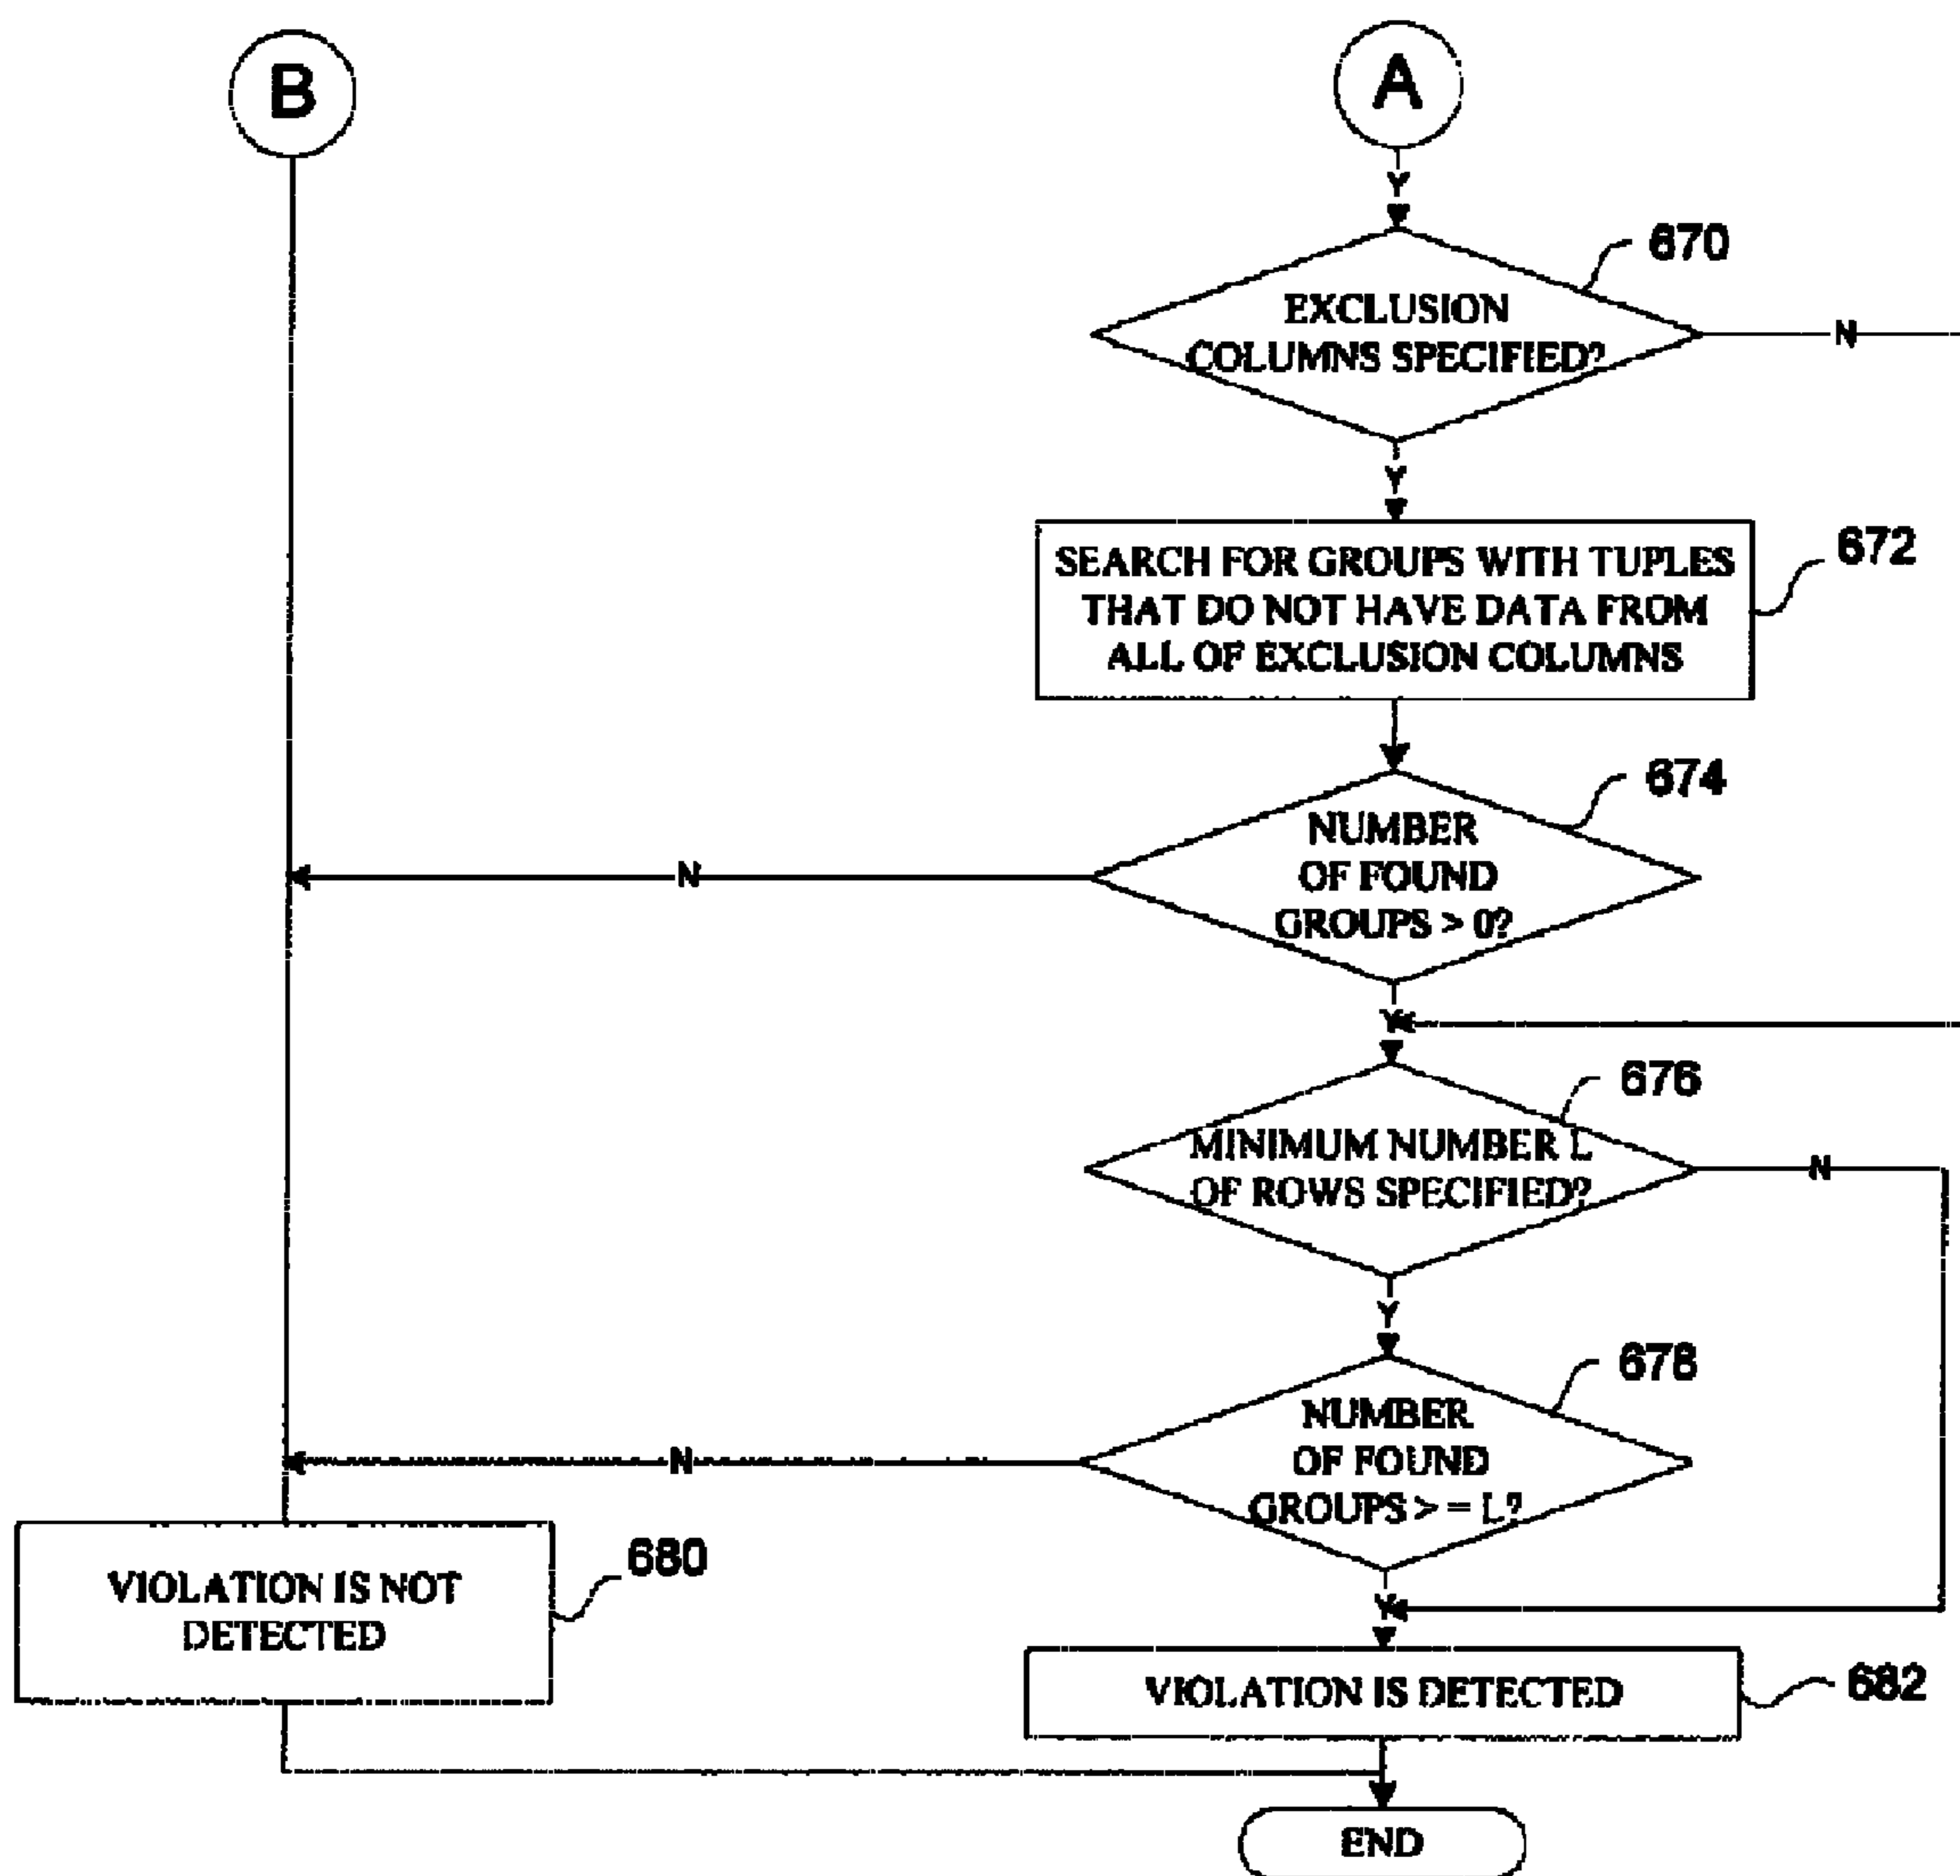 B
A
Y
670
EXCLUSION
COLUMNS SPECIFIED?
N
Y
672
SEARCH FOR GROUPS WITH TUPLES
THAT DO NOT HAVE DATA FROM
ALL OF EXCLUSION COLUMNS
674
NUMBER
OF FOUND
GROUPS > 0?
N
Y
676
MINIMUM NUMBER L
OF ROWS SPECIFIED?
N
Y
678
NUMBER
OF FOUND
GROUPS > = L?
N
Y
680
VIOLATION IS NOT
DETECTED
682
VIOLATION IS DETECTED
END